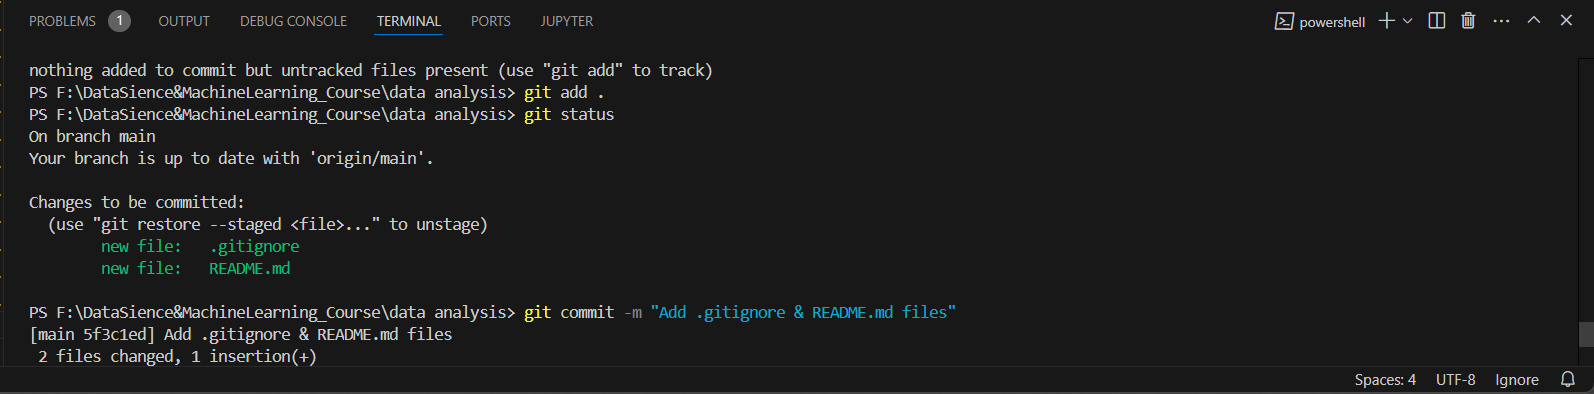 PROBLEMS 1 OUTPUT DEBUG CONSOLE TERMINAL PORTS JUPYTER powershell
nothing added to commit but untracked files present (use "git add" to track)
PS F:\DataSience&MachineLearning_Course\data analysis> git add .
PS F:\DataSience&MachineLearning_Course\data analysis> git status
On branch main
Your branch is up to date with 'origin/main'.
Changes to be committed:
(use "git restore --staged <file>..." to unstage)
new file: .gitignore
new file: README.md
PS F:\DataSience&MachineLearning_Course\data analysis> git commit -m "Add .gitignore & README.md files"
[main 5f3c1ed] Add .gitignore & README.md files
2 files changed, 1 insertion(+)
Spaces: 4 UTF-8 Ignore